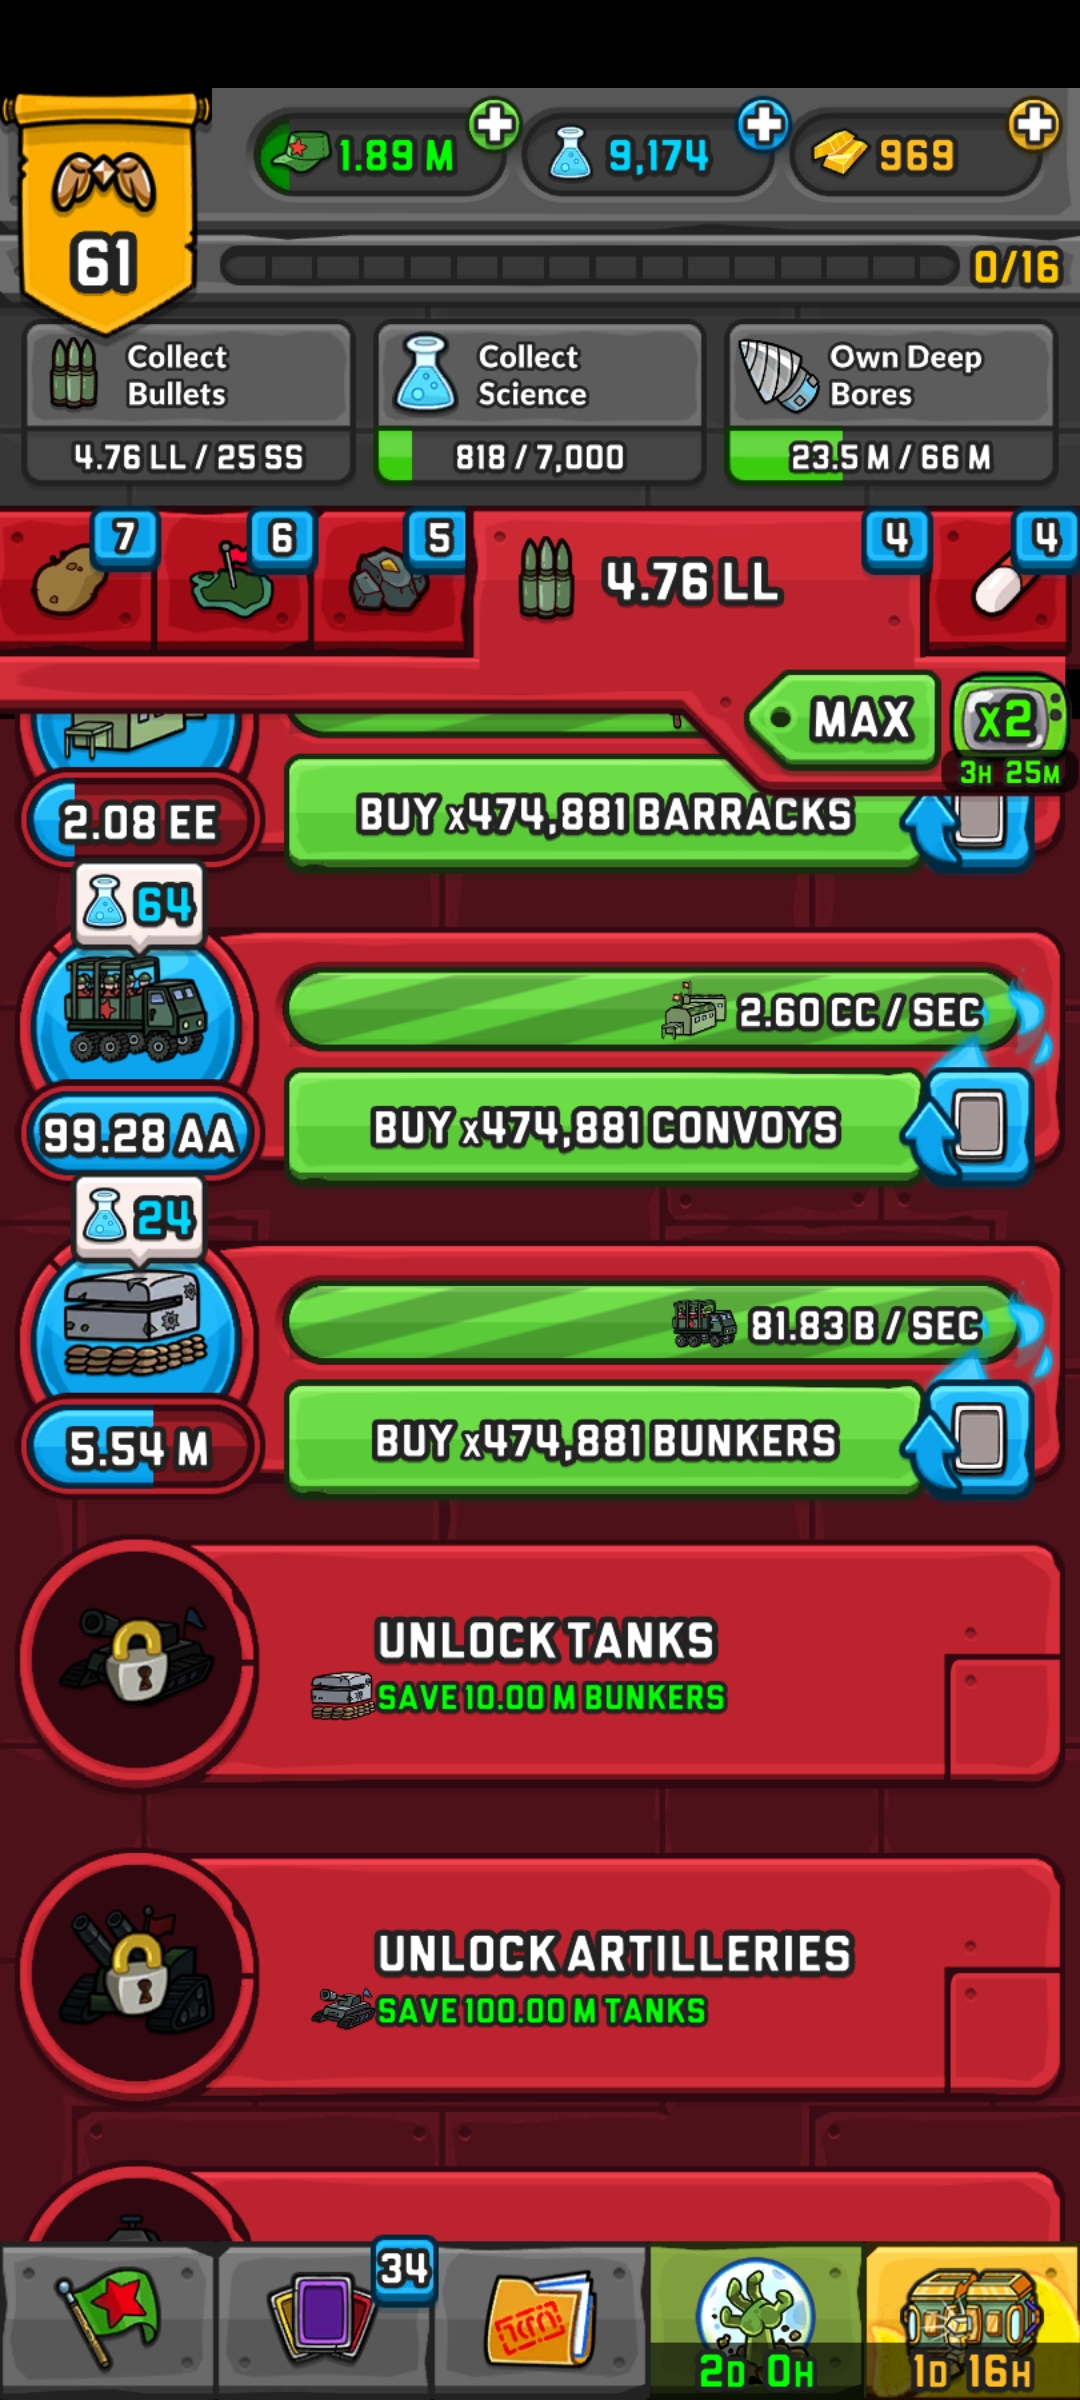 61
1.89 M
9,174
969
0/16
Collect
Bullets
4.76 LL / 25 SS
Collect
Science
818 / 7,000
Own Deep
Bores
23.5 M / 66 M
7
6
5
4.76 LL
4
4
MAX
x2
3H 25M
2.08 EE
BUY x474,881 BARRACKS
64
2.60 CC / SEC
99.28 AA
BUY x474,881 CONVOYS
24
81.83 B / SEC
5.54 M
BUY x474,881 BUNKERS
UNLOCK TANKS
SAVE 10.00 M BUNKERS
UNLOCK ARTILLERIES
SAVE 100.00 M TANKS
34
2D 0H
1D 16H